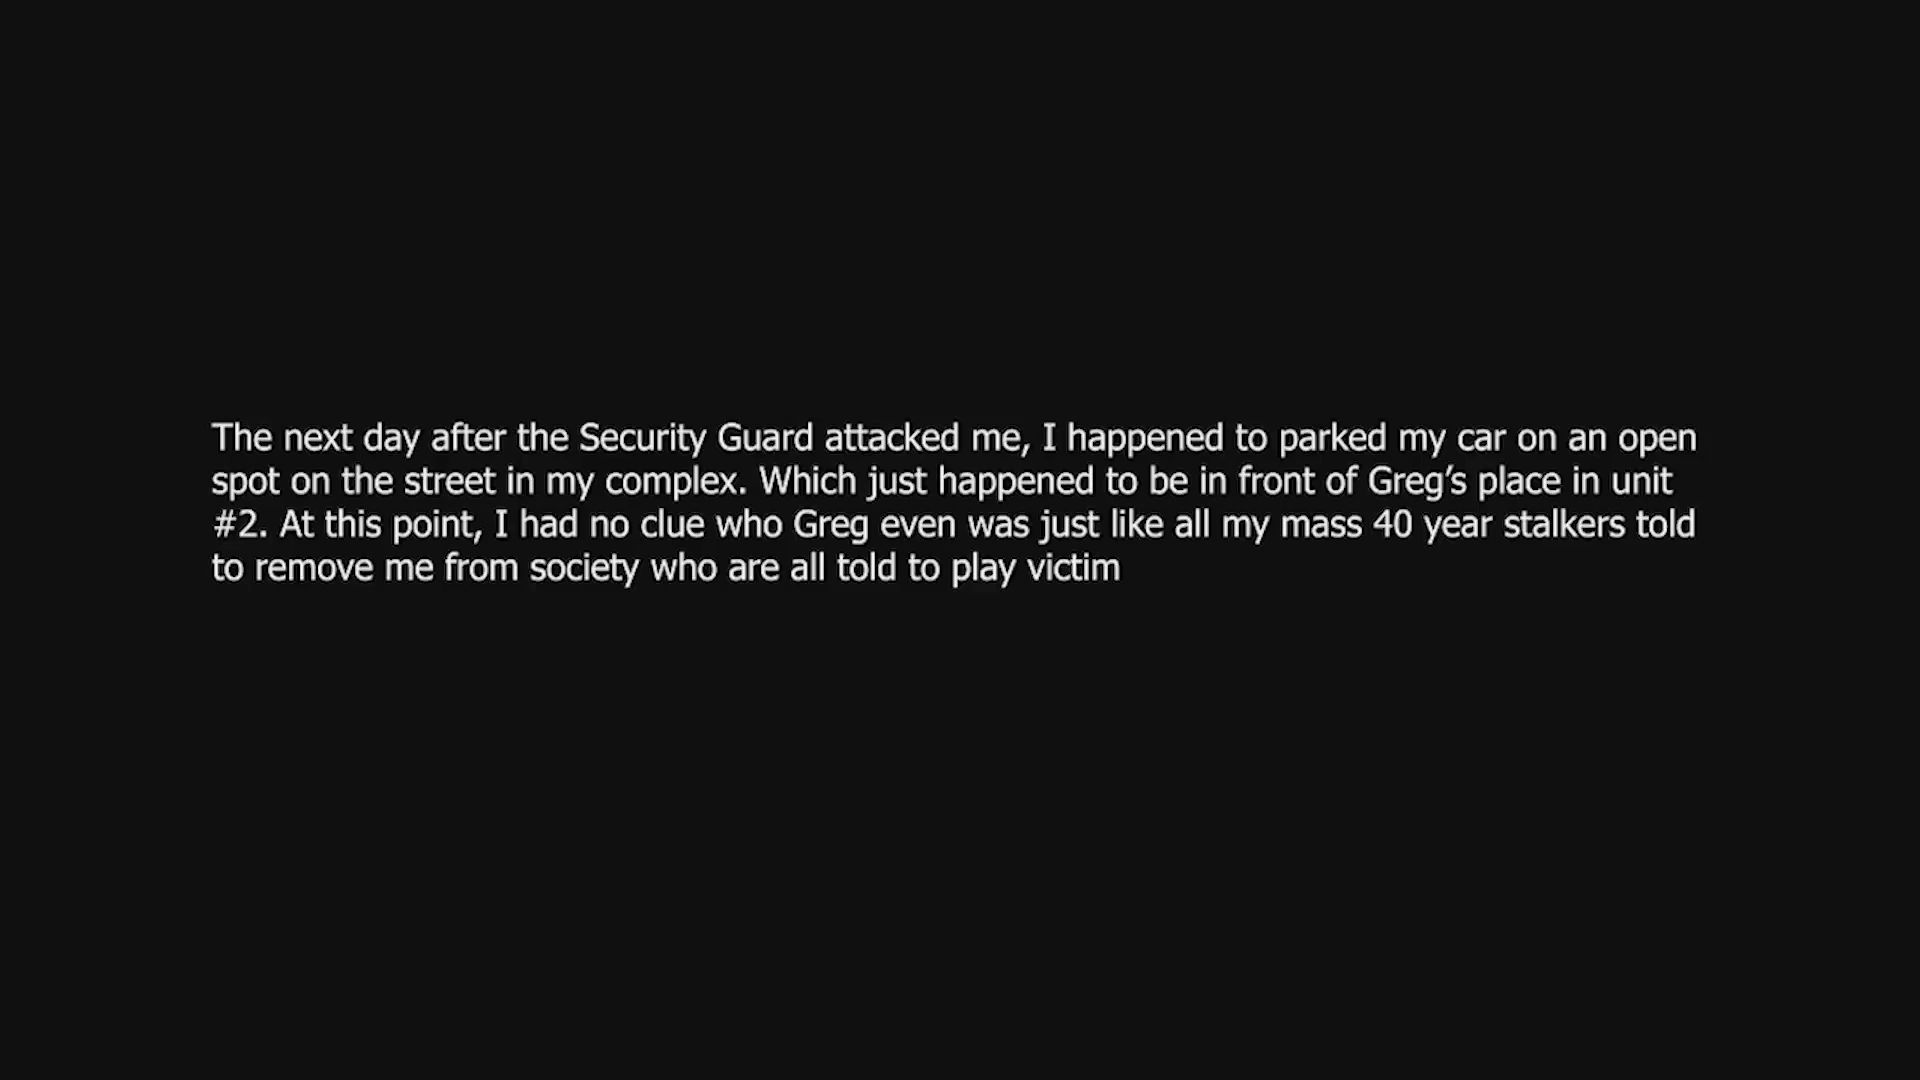 The next day after the Security Guard attacked me, I happened to parked my car on an open
spot on the street in my complex. Which just happened to be in front of Greg’s place in unit
#2. At this point, I had no clue who Greg even was just like all my mass 40 year stalkers told
to remove me from society who are all told to play victim